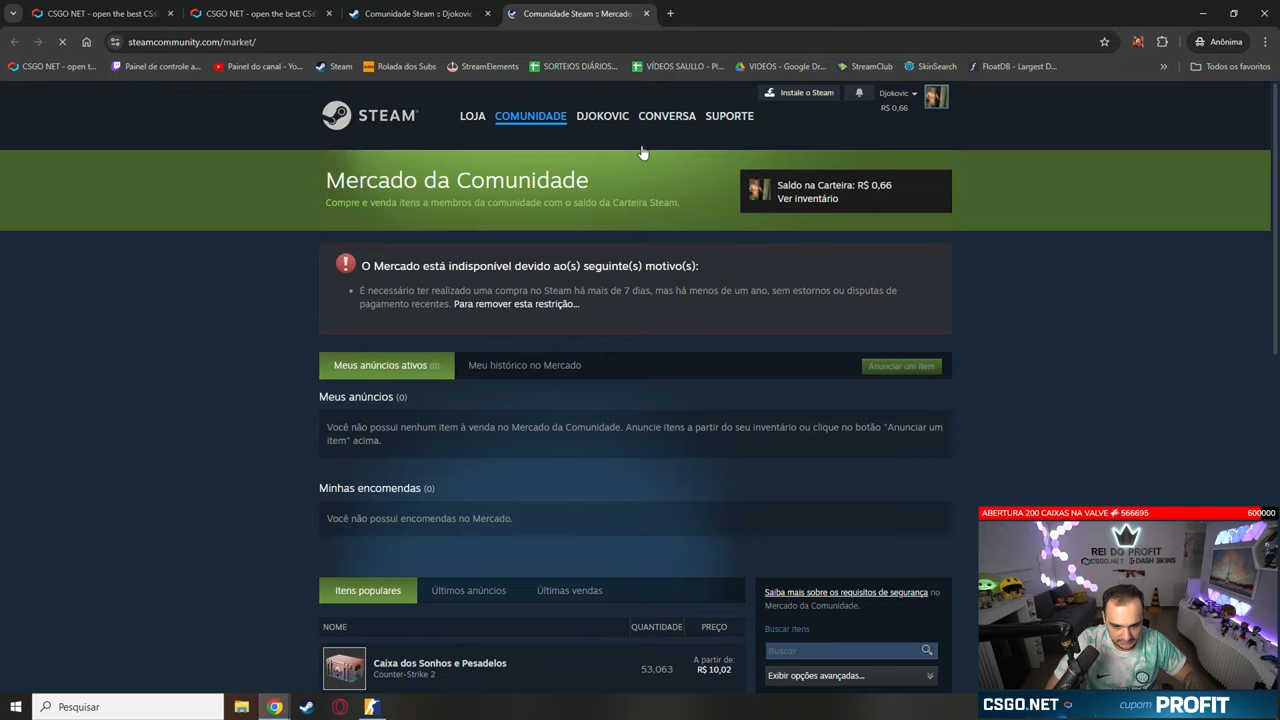 CSGO NET - open the best CS:
CSGO NET - open the best CS:
Comunidade Steam :: Djokovic
Comunidade Steam :: Mercado
steamcommunity.com/market/
Anônima
CSGO NET - open t...
Painel de controle a...
Painel do canal - Yo...
Steam
Rolada dos Subs
StreamElements
SORTEIOS DIÁRIOS...
VÍDEOS SAULLO - Pl...
VIDEOS - Google Dr...
StreamClub
SkinSearch
FloatDB - Largest D...
Todos os favoritos
STEAM
LOJA
COMUNIDADE
DJOKOVIC
CONVERSA
SUPORTE
Instale o Steam
Djokovic
R$ 0,66
Mercado da Comunidade
Compre e venda itens a membros da comunidade com o saldo da Carteira Steam.
Saldo na Carteira: R$ 0,66
Ver inventário
O Mercado está indisponível devido ao(s) seguinte(s) motivo(s):
É necessário ter realizado uma compra no Steam há mais de 7 dias, mas há menos de um ano, sem estornos ou disputas de
pagamento recentes. Para remover esta restrição...
Meus anúncios ativos (0)
Meu histórico no Mercado
Anunciar um item
Meus anúncios (0)
Você não possui nenhum item à venda no Mercado da Comunidade. Anuncie itens a partir do seu inventário ou clique no botão "Anunciar um
item" acima.
Minhas encomendas (0)
Você não possui encomendas no Mercado.
Itens populares
Últimos anúncios
Últimas vendas
NOME
QUANTIDADE
PREÇO
Caixa dos Sonhos e Pesadelos
Counter-Strike 2
53,063
A partir de:
R$ 10,02
Saiba mais sobre os requisitos de segurança no
Mercado da Comunidade.
Buscar itens
Buscar
Exibir opções avançadas...
ABERTURA 200 CAIXAS NA VALVE 566695
600000
REI DO PROFIT
CSGO.NET DASH SKINS
CSGO.NET
cupom PROFIT
Pesquisar